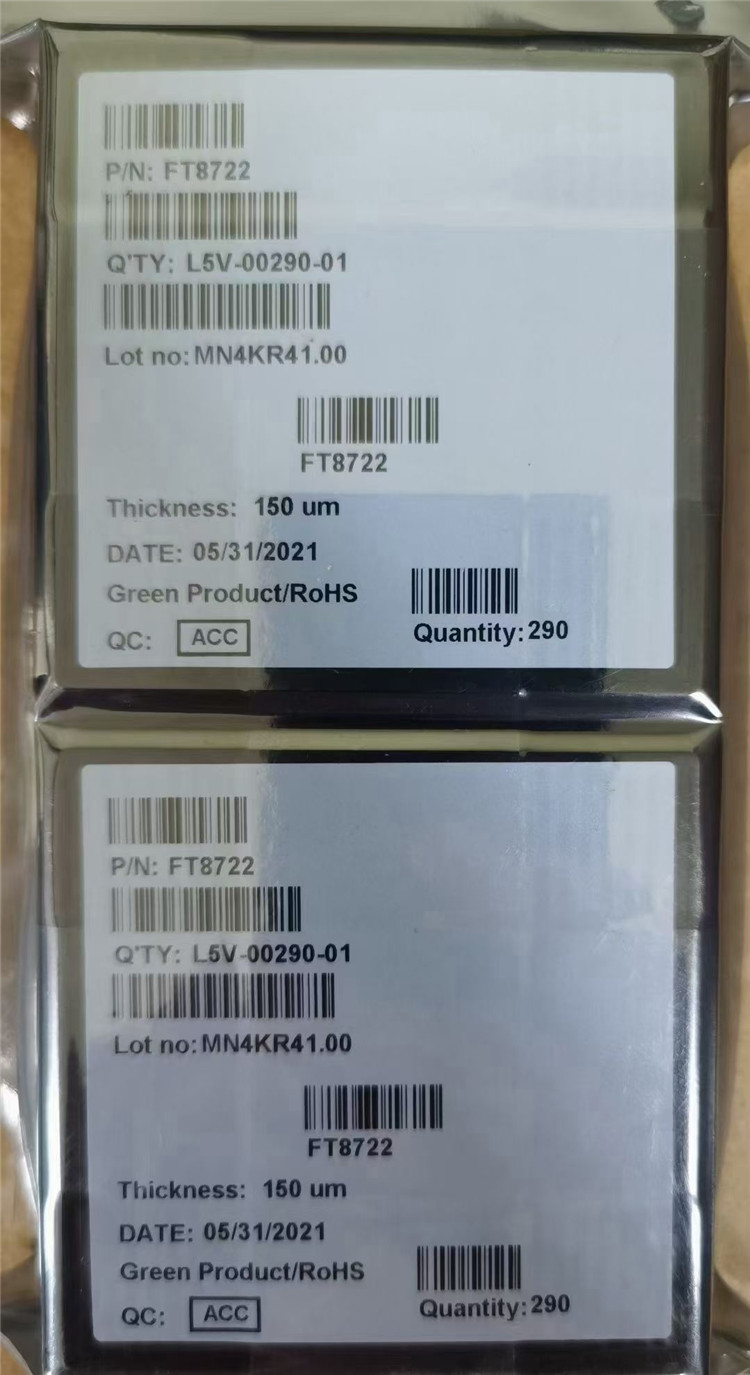 P/N: FT8722
Q'TY: L5V-00290-01
Lot no: MN4KR41.00
FT8722
Thickness: 150 um
DATE: 05/31/2021
Green Product/RoHS
QC: ACC
Quantity: 290
P/N: FT8722
Q'TY: L5V-00290-01
Lot no: MN4KR41.00
FT8722
Thickness: 150 um
DATE: 05/31/2021
Green Product/RoHS
QC: ACC
Quantity: 290